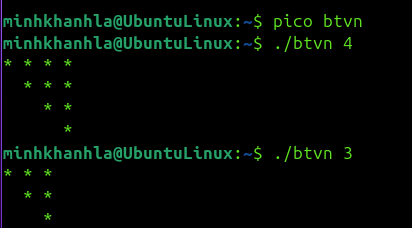 minhkhanhla@UbuntuLinux:~$ pico btvn
minhkhanhla@UbuntuLinux:~$ ./btvn 4
* * * *
  * * *
    * *
      *
minhkhanhla@UbuntuLinux:~$ ./btvn 3
* * *
  * *
    *